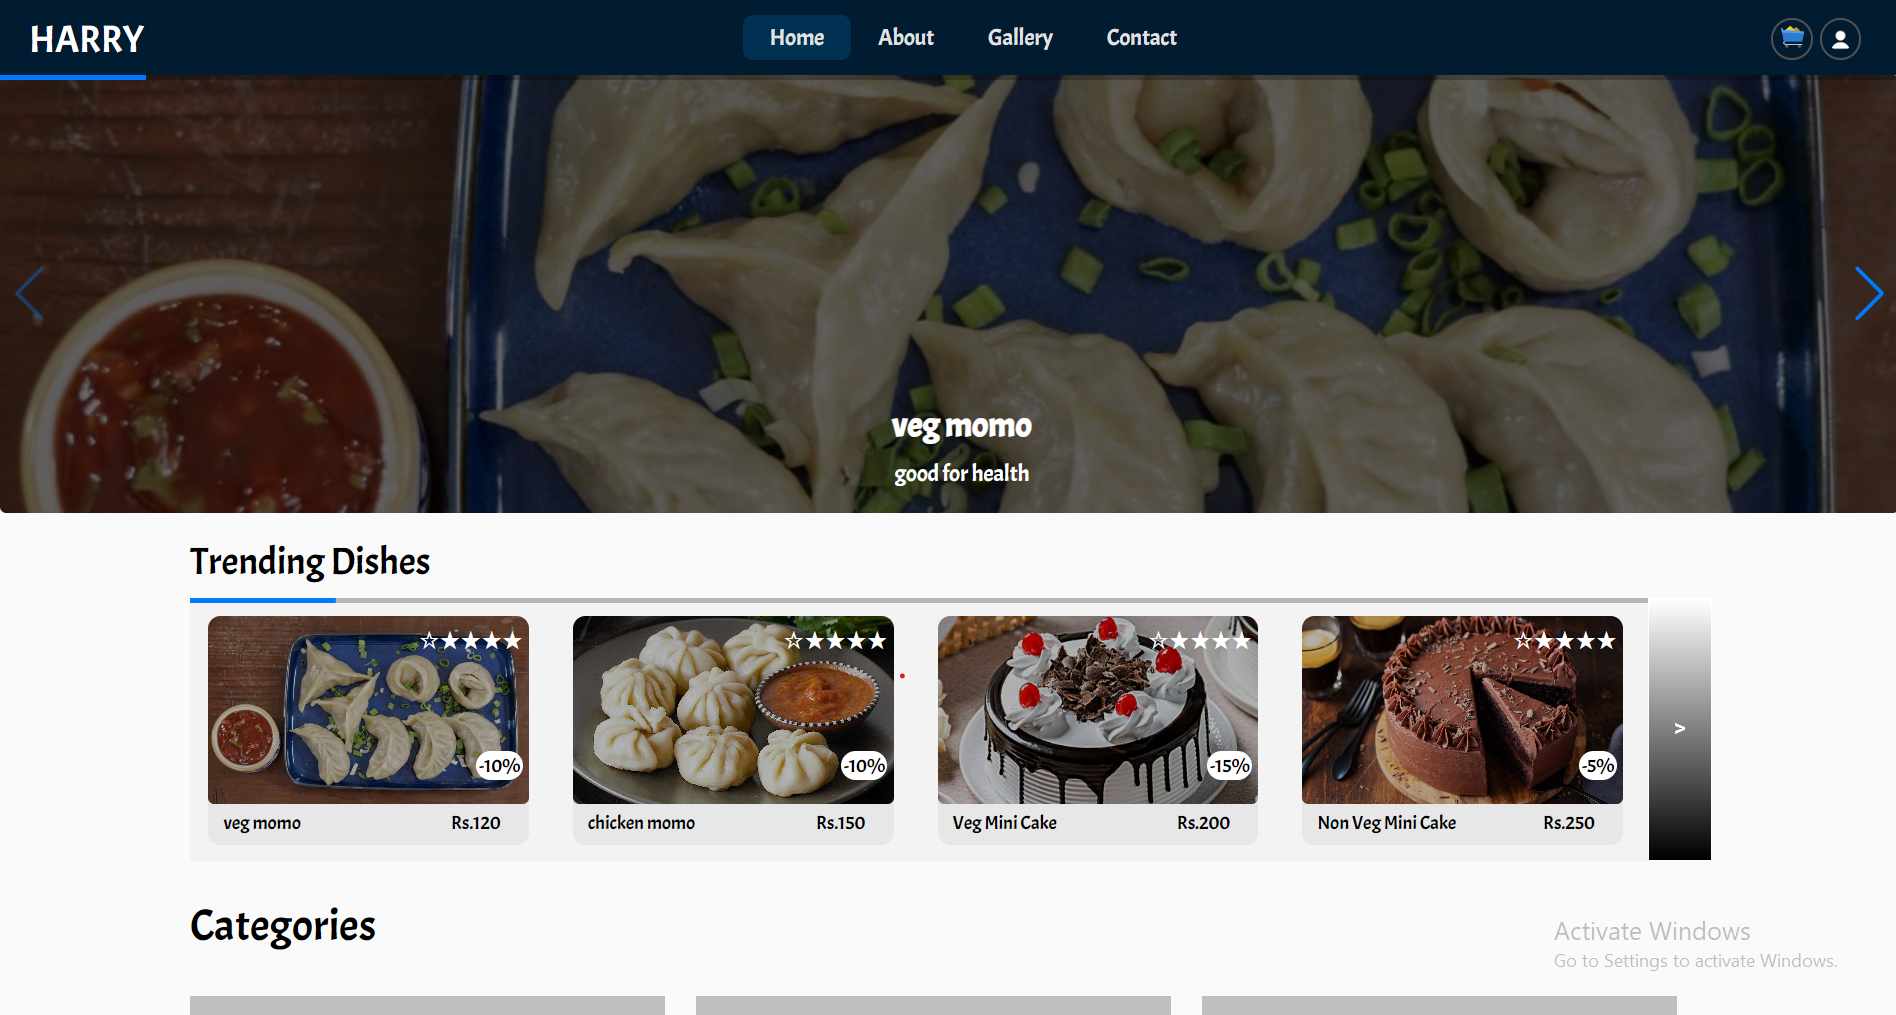 HARRY
Home About Gallery Contact
veg momo
good for health
Trending Dishes
☆★★★★ ☆★★★★ ☆★★★★ ☆★★★★
-10% -10% -15% -5%
>
veg momo Rs.120 chicken momo Rs.150 Veg Mini Cake Rs.200 Non Veg Mini Cake Rs.250
Categories
Activate Windows
Go to Settings to activate Windows.